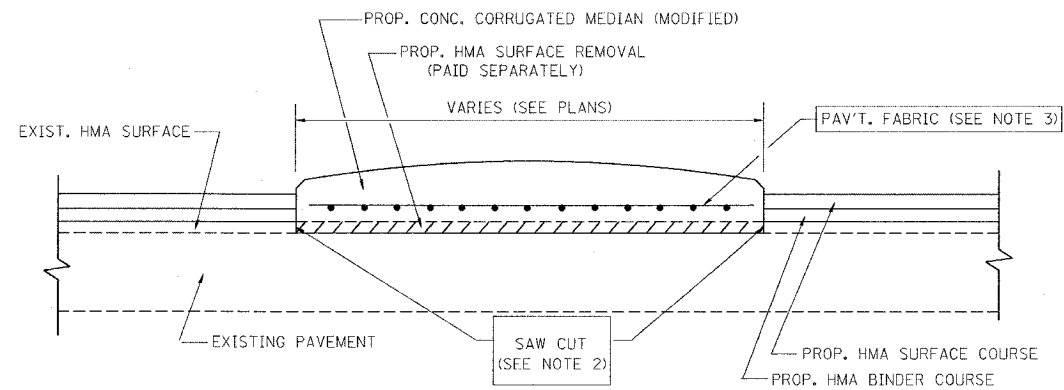 PROP. CONC. CORRUGATED MEDIAN (MODIFIED)
PROP. HMA SURFACE REMOVAL
(PAID SEPARATELY)
VARIES (SEE PLANS)
EXIST. HMA SURFACE
PAV'T. FABRIC (SEE NOTE 3)
EXISTING PAVEMENT
SAW CUT
(SEE NOTE 2)
PROP. HMA SURFACE COURSE
PROP. HMA BINDER COURSE